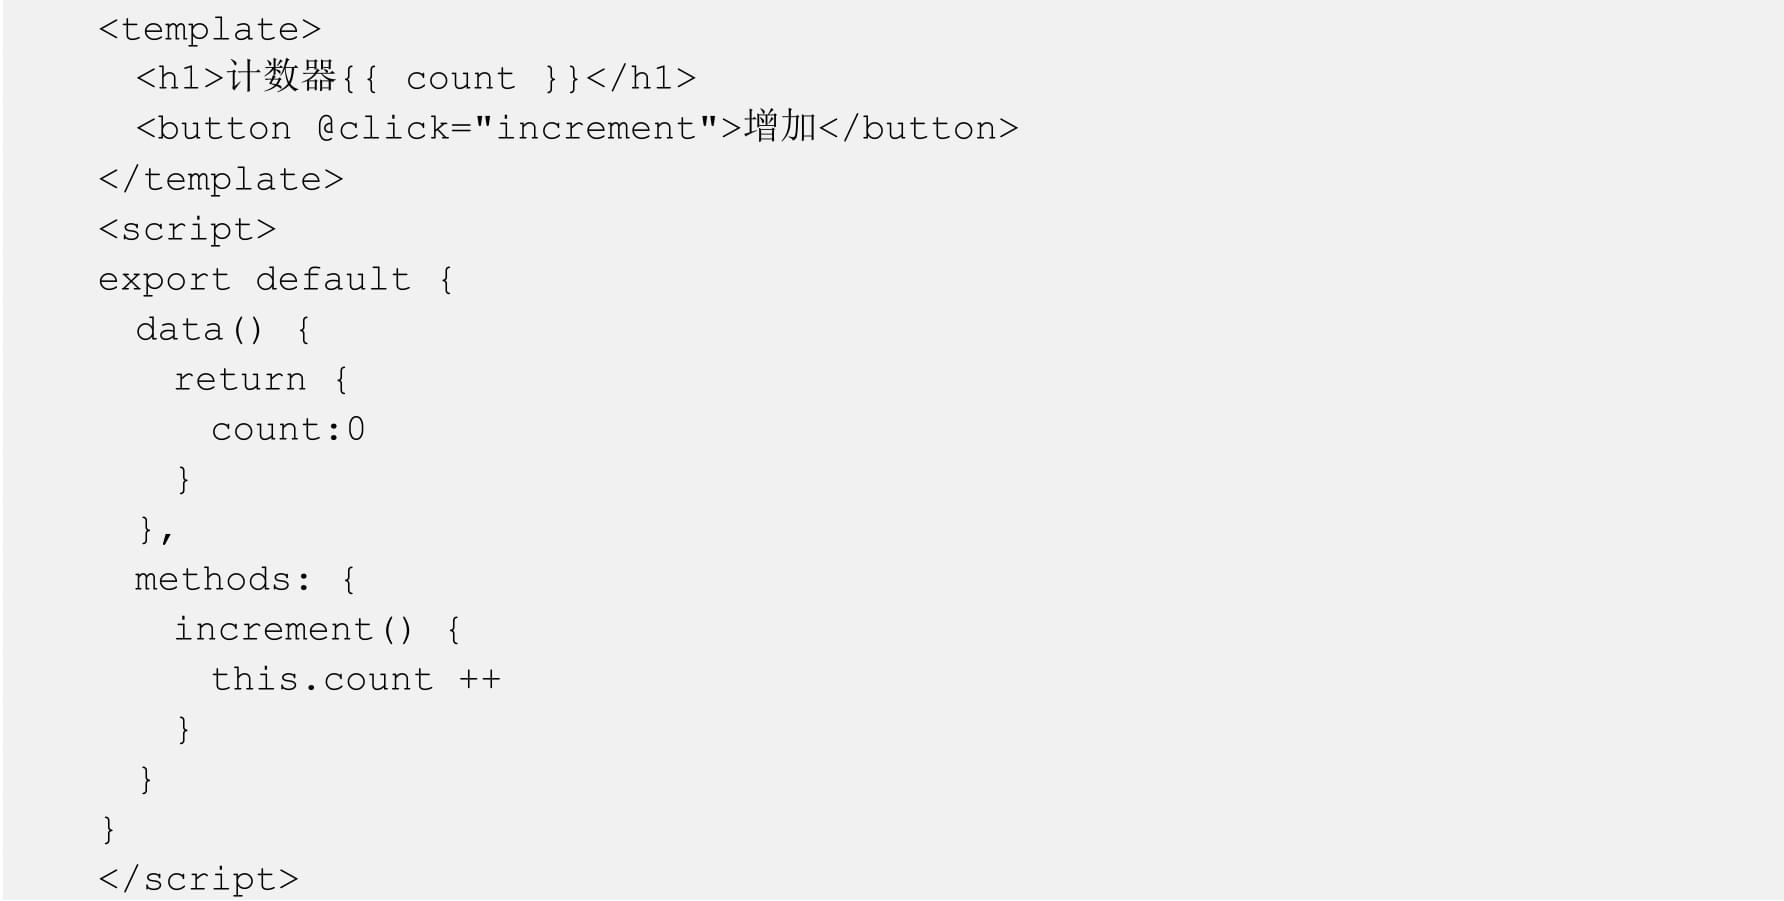 <template>
  <h1>计数器{{ count }}</h1>
  <button @click="increment">增加</button>
</template>
<script>
export default {
  data() {
    return {
      count:0
    }
  },
  methods: {
    increment() {
      this.count ++
    }
  }
}
</script>